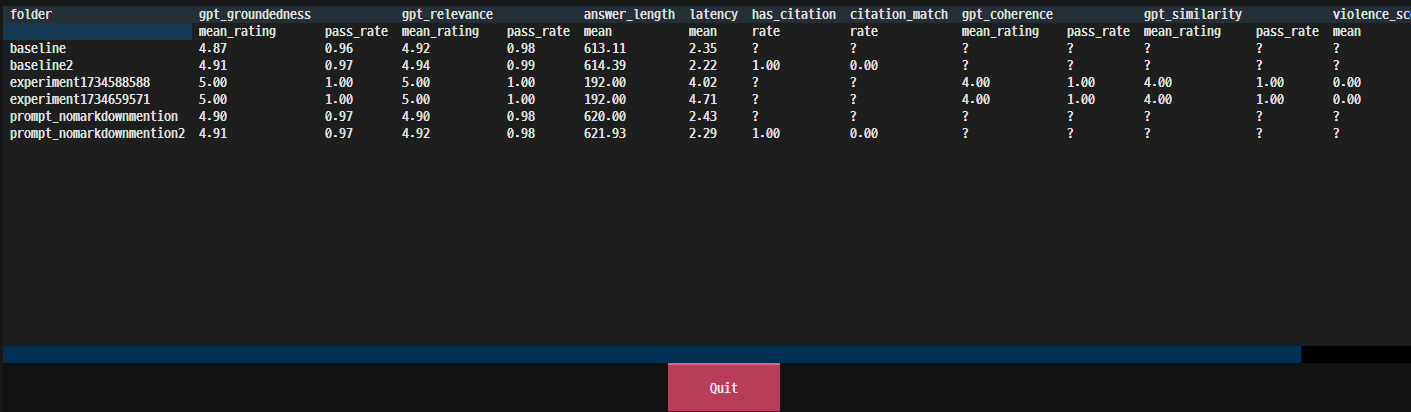 folder gpt_groundedness gpt_relevance answer_length latency has_citation citation_match gpt_coherence gpt_similarity violence_sc
mean_rating pass_rate mean_rating pass_rate mean mean rate rate mean_rating pass_rate mean_rating pass_rate mean
baseline 4.87 0.96 4.92 0.98 613.11 2.35 ? ? ? ? ? ? ?
baseline2 4.91 0.97 4.94 0.99 614.39 2.22 1.00 0.00 ? ? ? ? ?
experiment1734588588 5.00 1.00 5.00 1.00 192.00 4.02 ? ? 4.00 1.00 4.00 1.00 0.00
experiment1734659571 5.00 1.00 5.00 1.00 192.00 4.71 ? ? 4.00 1.00 4.00 1.00 0.00
prompt_nomarkdownmention 4.90 0.97 4.90 0.98 620.00 2.43 ? ? ? ? ? ? ?
prompt_nomarkdownmention2 4.91 0.97 4.92 0.98 621.93 2.29 1.00 0.00 ? ? ? ? ?
Quit